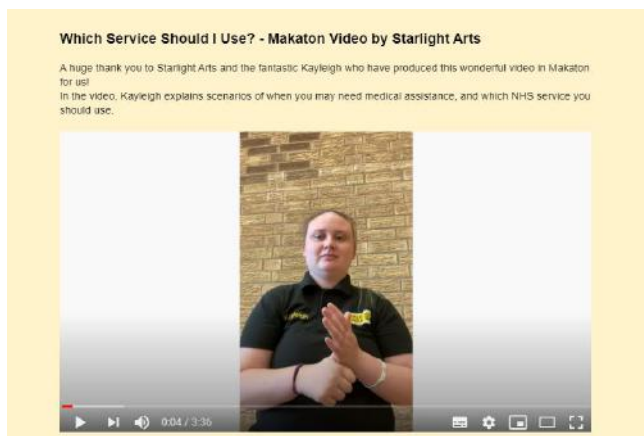 Which Service Should I Use? - Makaton Video by Starlight Arts
A huge thank you to Starlight Arts and the fantastic Kayleigh who have produced this wonderful video in Makaton
for us!
In the video, Kayleigh explains scenarios of when you may need medical assistance, and which NHS service you
should use.
0:04 / 3:36